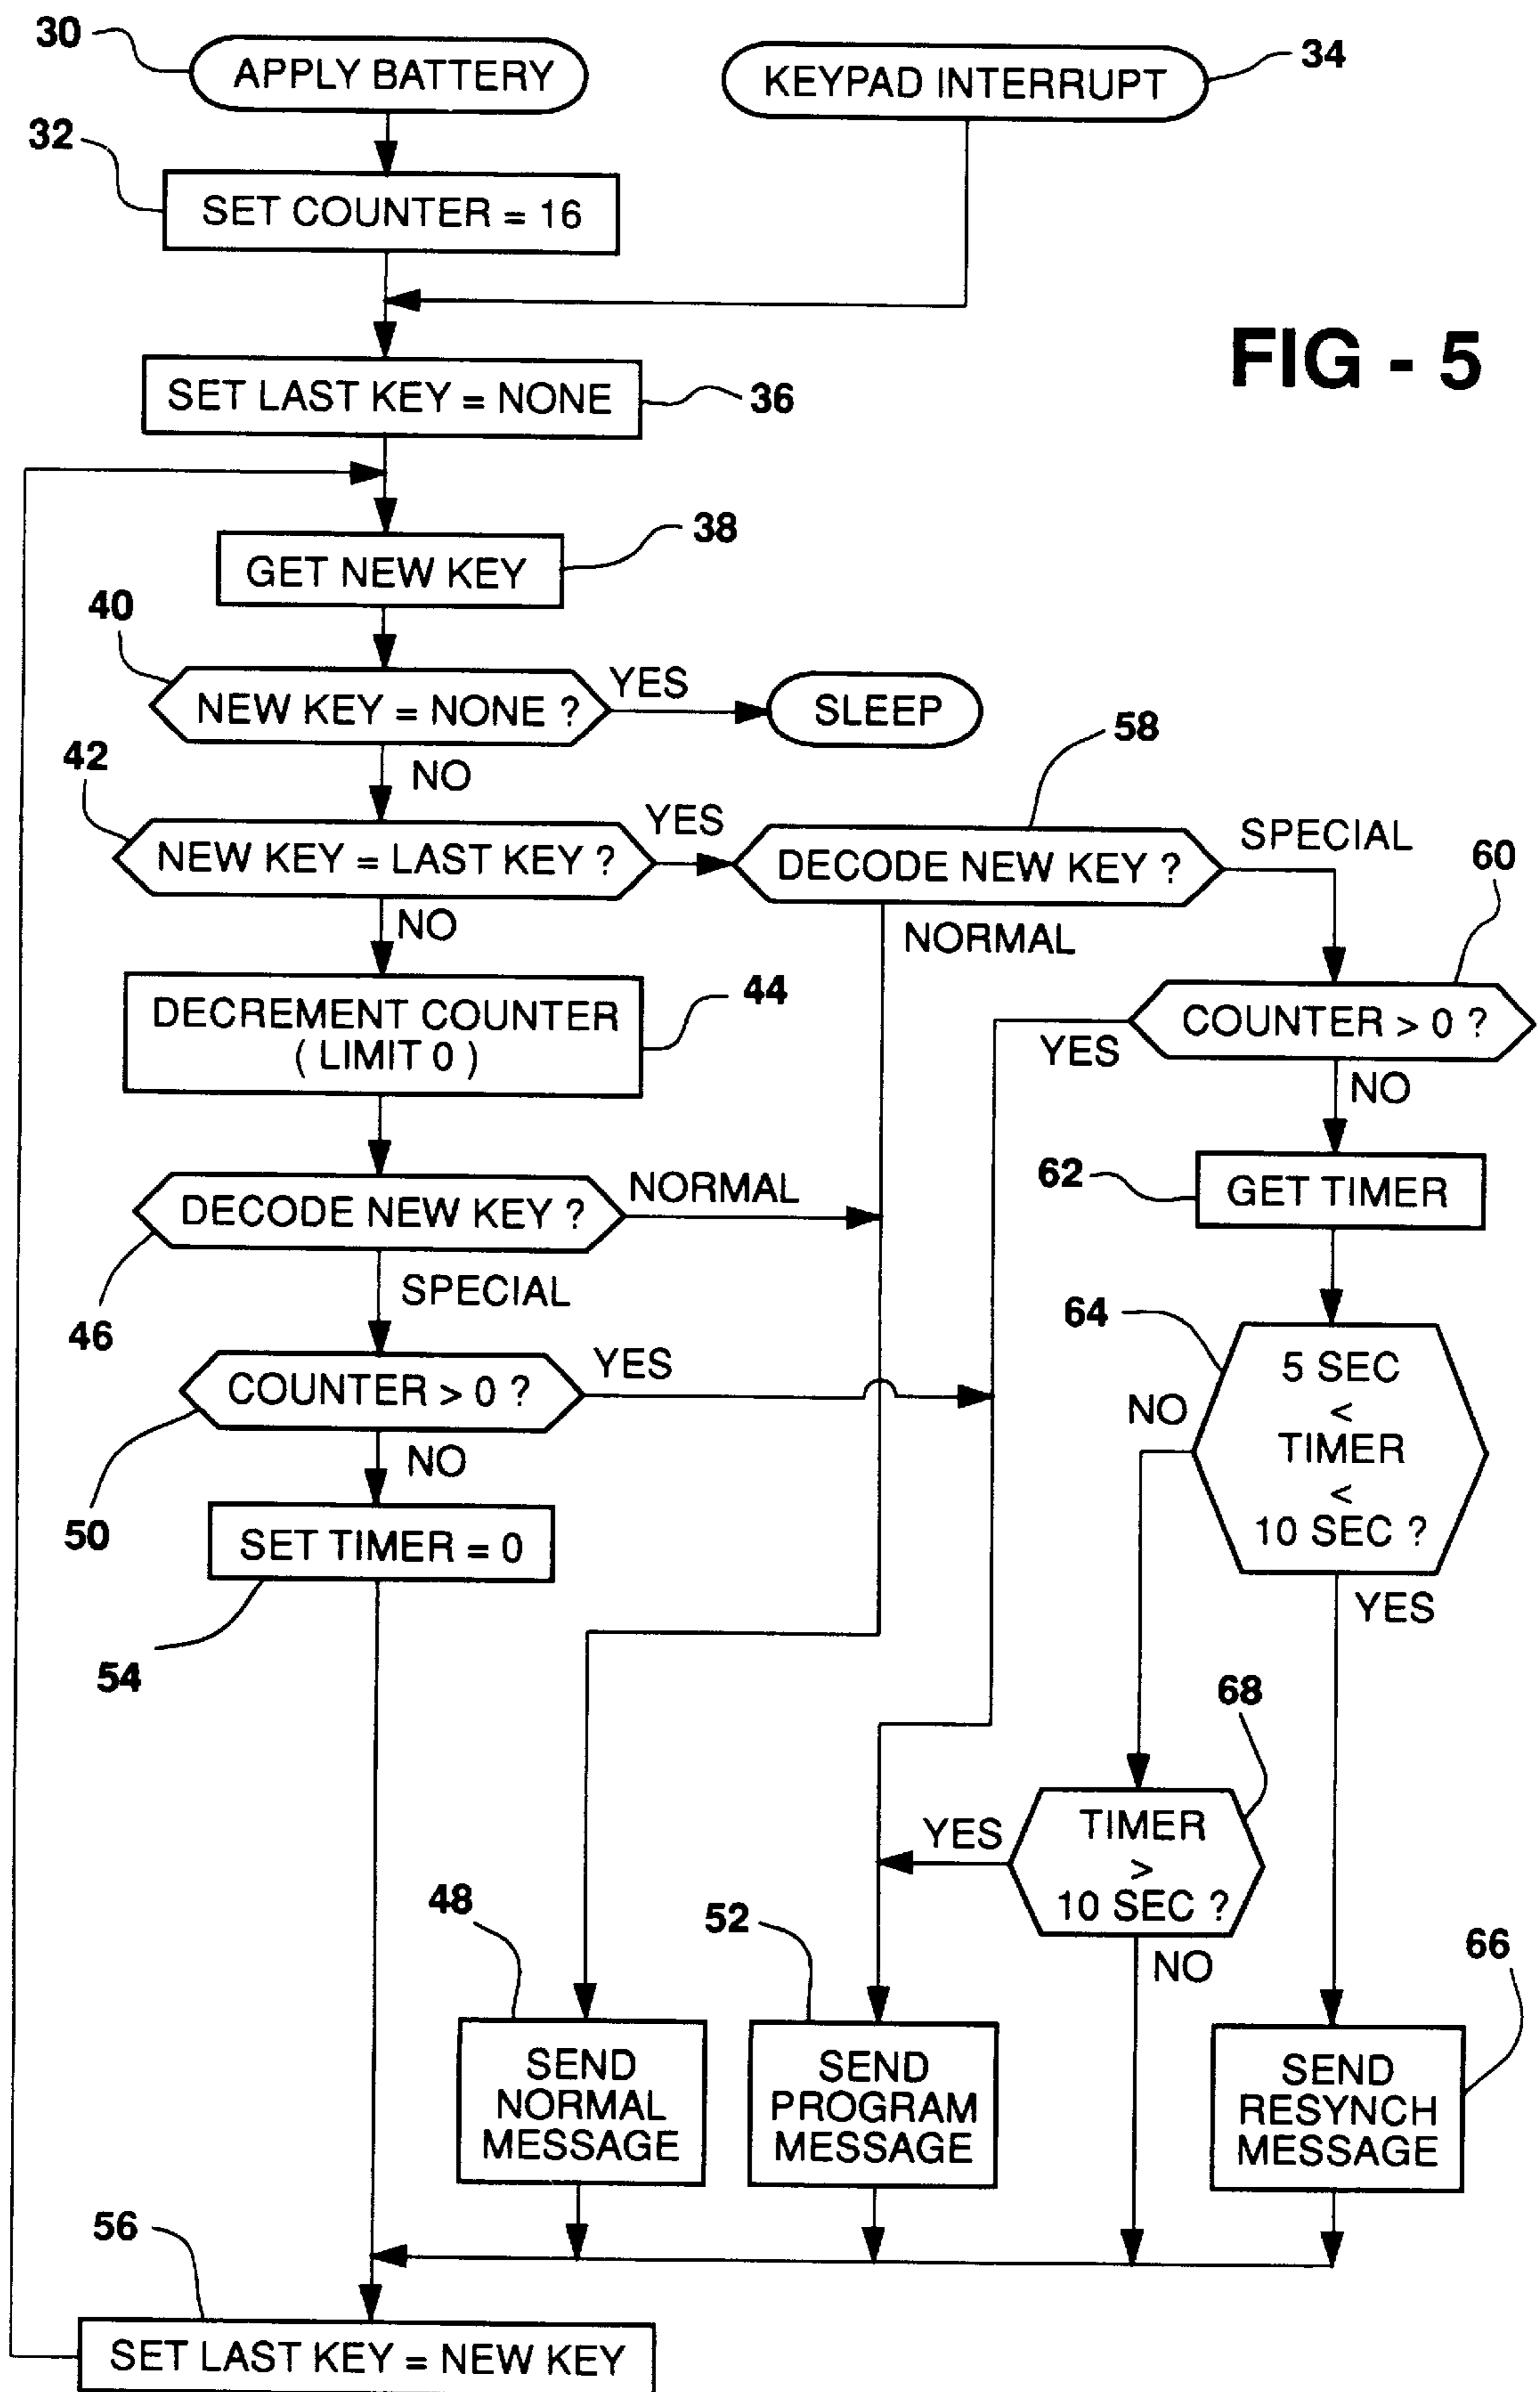 30
APPLY BATTERY
KEYPAD INTERRUPT
34
32
SET COUNTER = 16
FIG - 5
SET LAST KEY = NONE
36
38
GET NEW KEY
40
NEW KEY = NONE ?
YES
SLEEP
NO
42
NEW KEY = LAST KEY ?
YES
58
DECODE NEW KEY ?
SPECIAL
NORMAL
60
COUNTER > 0 ?
YES
NO
NO
DECREMENT COUNTER
( LIMIT 0 )
44
62
GET TIMER
DECODE NEW KEY ?
NORMAL
46
SPECIAL
64
5 SEC
<
TIMER
<
10 SEC ?
NO
YES
COUNTER > 0 ?
YES
50
NO
SET TIMER = 0
54
68
TIMER
>
10 SEC ?
YES
NO
48
SEND
NORMAL
MESSAGE
52
SEND
PROGRAM
MESSAGE
66
SEND
RESYNCH
MESSAGE
56
SET LAST KEY = NEW KEY